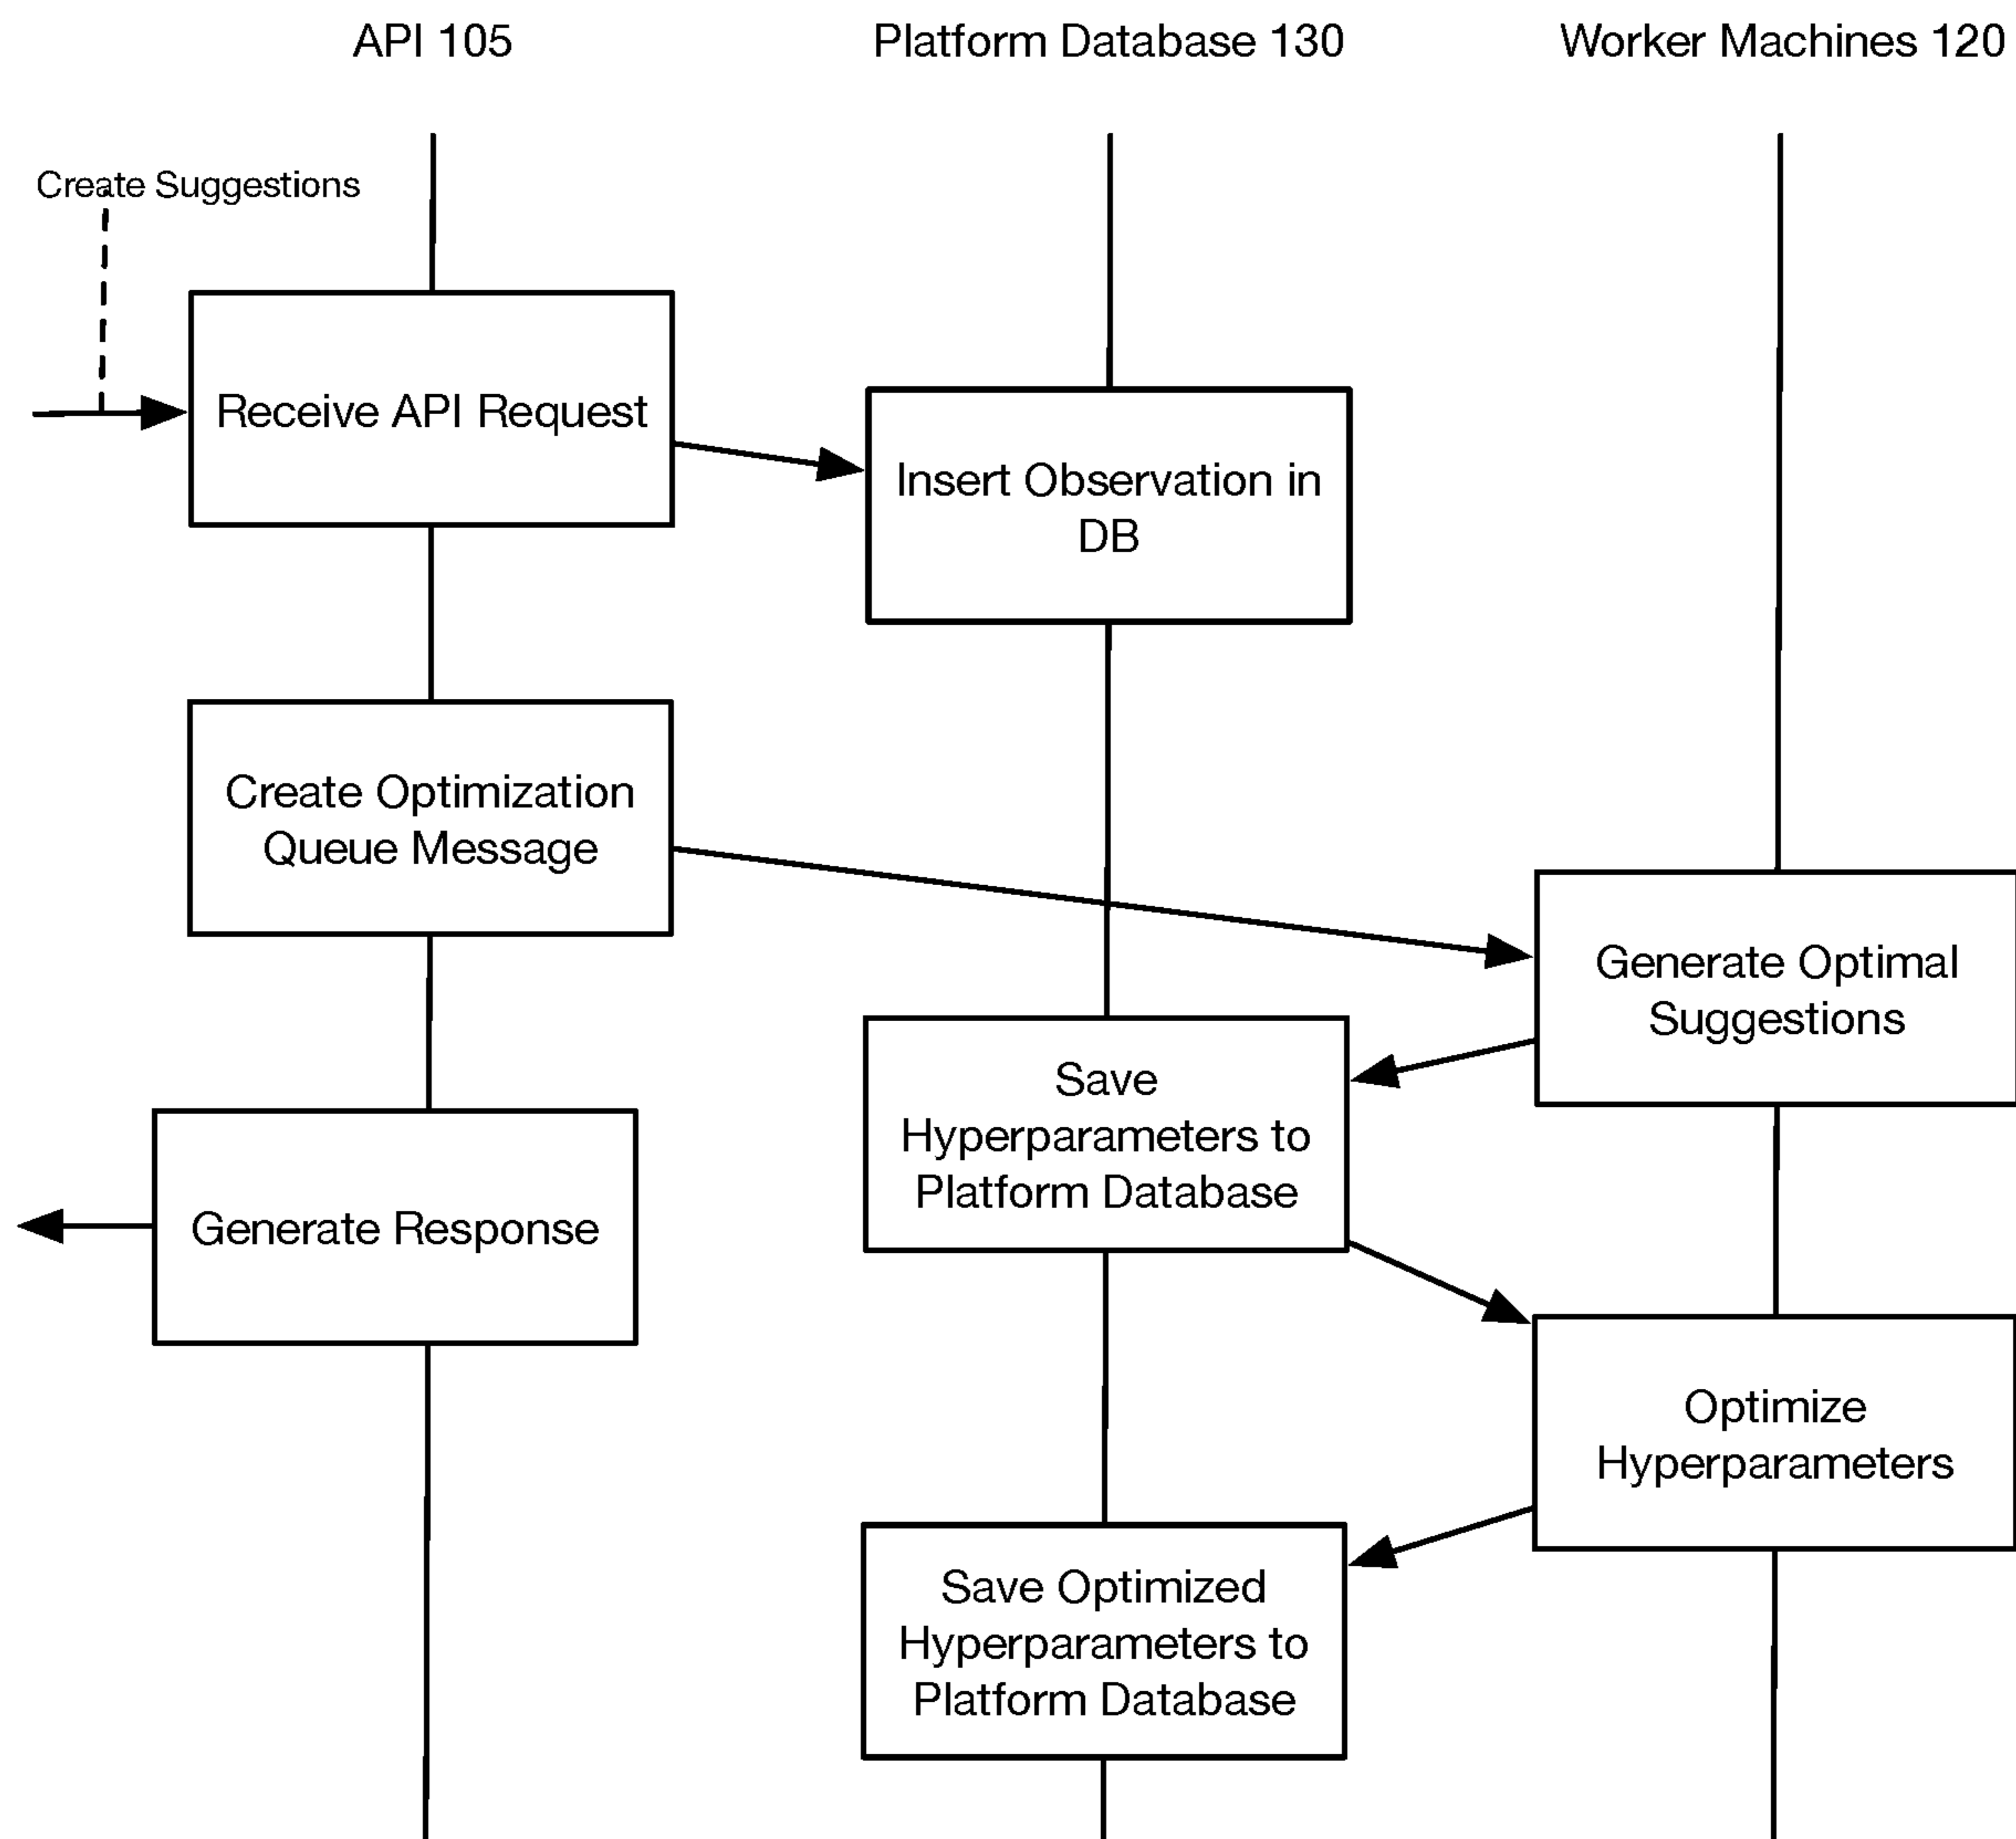 API 105
Platform Database 130
Worker Machines 120
Create Suggestions
Receive API Request
Insert Observation in
DB
Create Optimization
Queue Message
Generate Optimal
Suggestions
Save
Hyperparameters to
Platform Database
Generate Response
Optimize
Hyperparameters
Save Optimized
Hyperparameters to
Platform Database